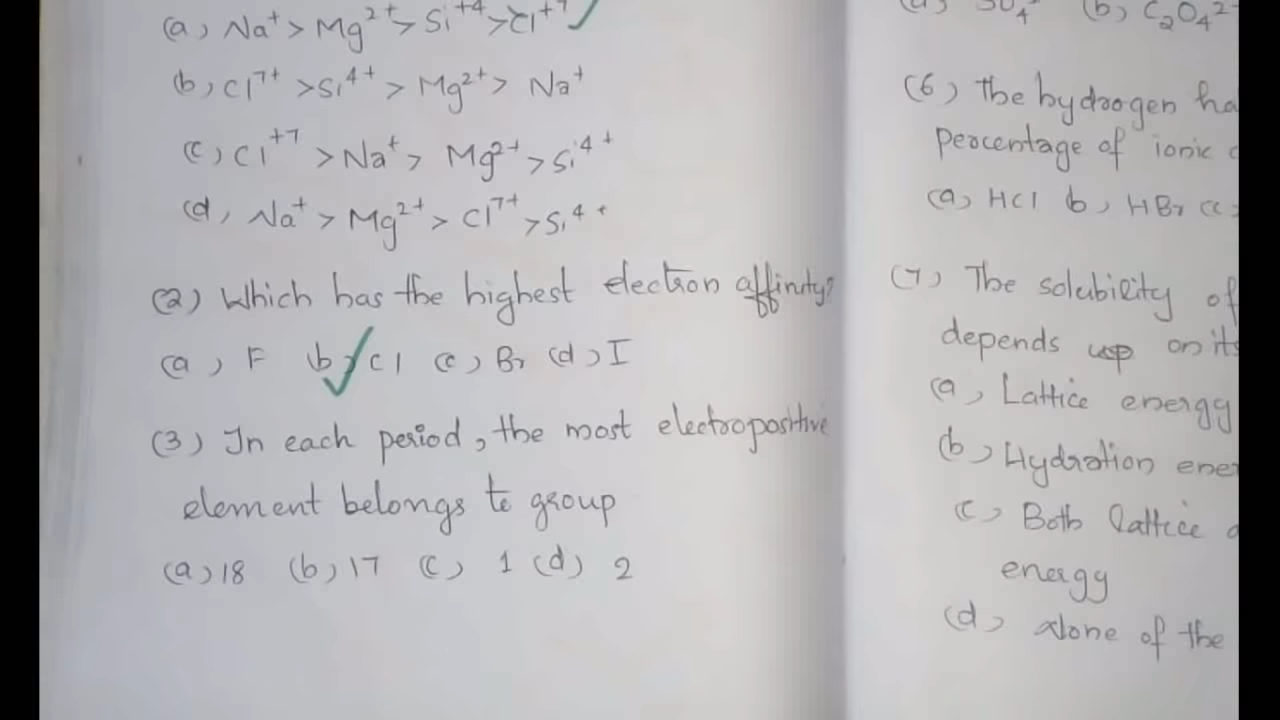 (a) Na⁺ > Mg²⁺ > Si⁺⁴ > Cl⁺⁷
(b) Cl⁷⁺ > Si⁴⁺ > Mg²⁺ > Na⁺
(c) Cl⁺⁷ > Na⁺ > Mg²⁺ > Si⁴⁺
(d) Na⁺ > Mg²⁺ > Cl⁷⁺ > Si⁴⁺
(2) Which has the highest electron affinity?
(a) F (b) Cl (c) Br (d) I
(3) In each period, the most electropositive
element belongs to group
(a) 18 (b) 17 (c) 1 (d) 2
(b) C₂O₄²⁻
(6) The hydrogen ha
percentage of ionic
(a) HCl b) HBr (c)
(7) The solubility of
depends up on its
(a) Lattice energy
(b) Hydration ene
(c) Both lattice
energy
(d) alone of the